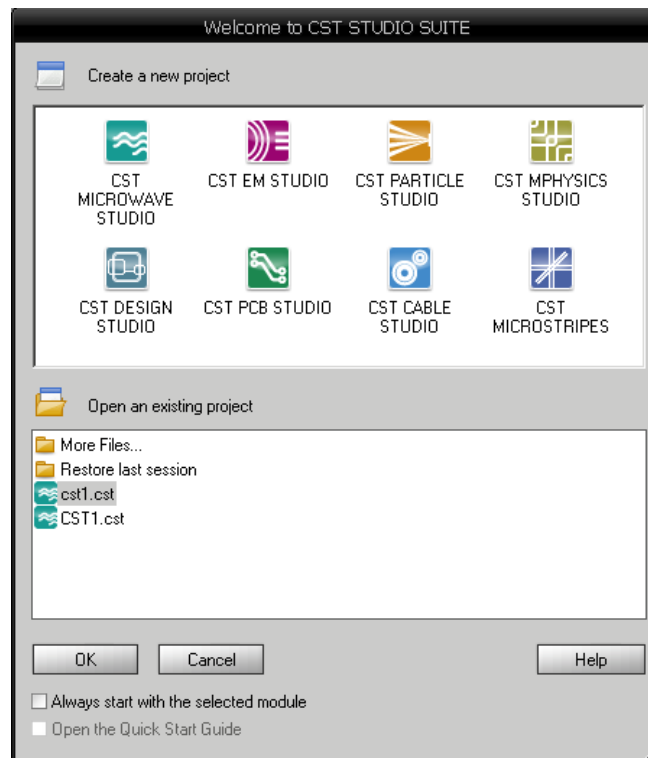 Welcome to CST STUDIO SUITE
Create a new project
CST MICROWAVE STUDIO
CST EM STUDIO
CST PARTICLE STUDIO
CST MPHYSICS STUDIO
CST DESIGN STUDIO
CST PCB STUDIO
CST CABLE STUDIO
CST MICROSTRIPES
Open an existing project
More Files...
Restore last session
cst1.cst
CST1.cst
OK Cancel Help
Always start with the selected module
Open the Quick Start Guide